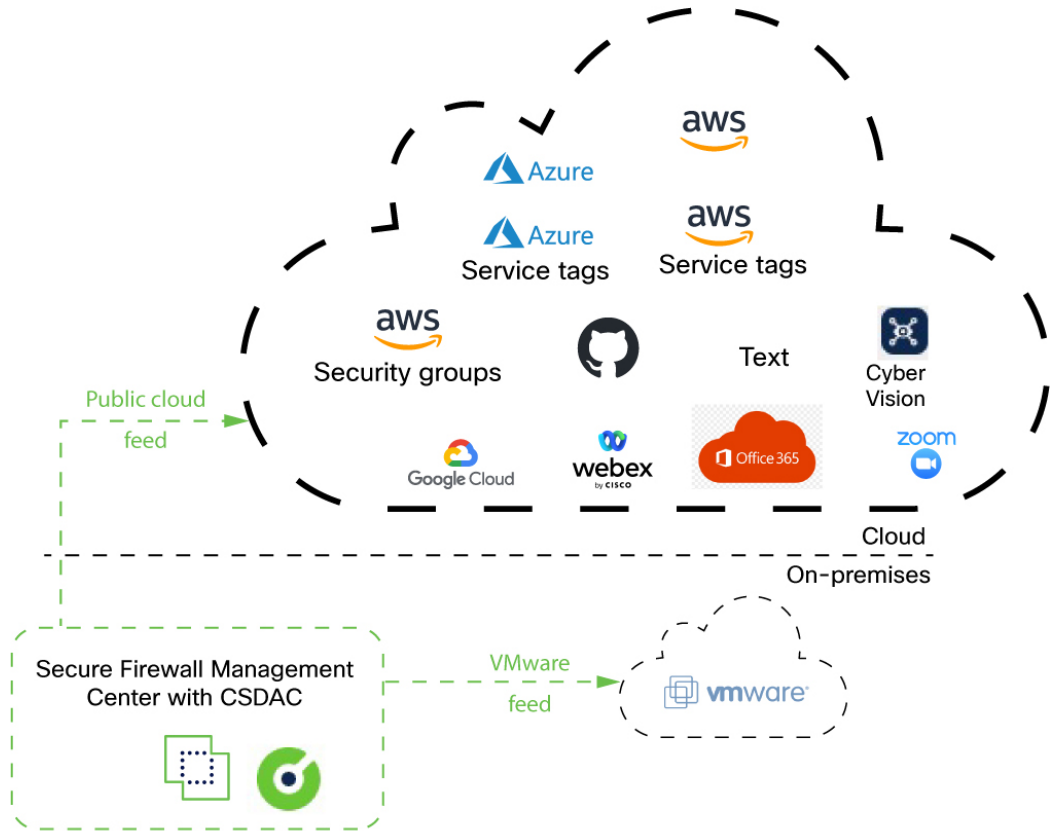 aws
Azure
aws
Azure
Service tags
Service tags
aws
Security groups
Text
Cyber
Vision
Public cloud
feed
Google Cloud
webex
by CISCO
Office 365
zoom
Cloud
On-premises
Secure Firewall Management
Center with CSDAC
VMware
feed
vmware®